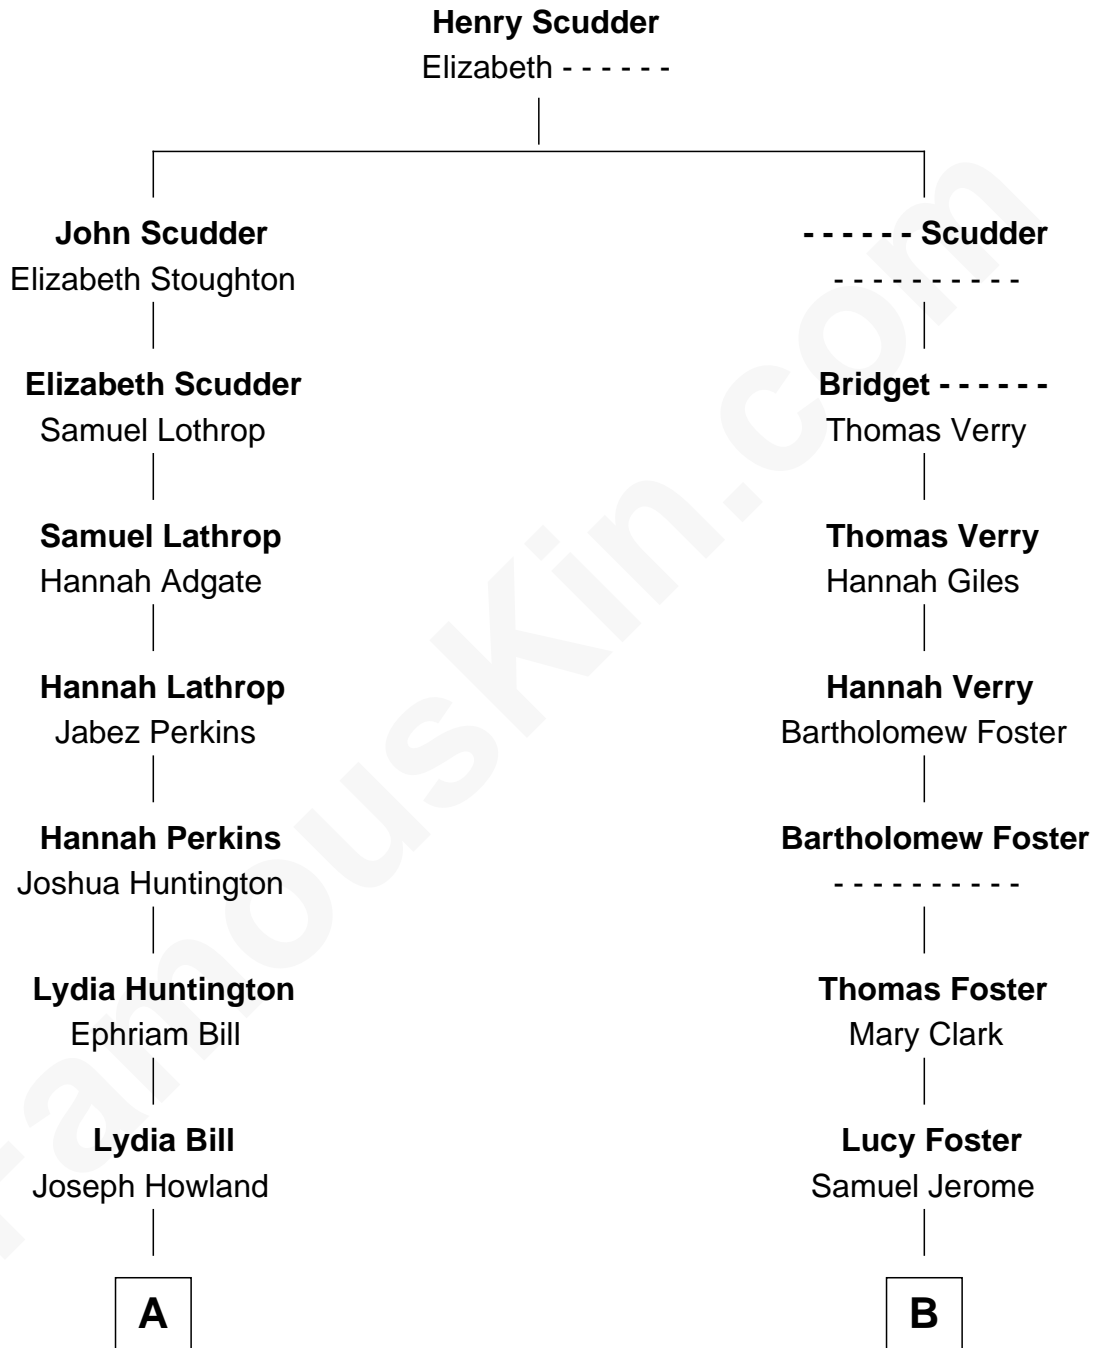 Henry Scudder
Elizabeth - - - - - -
John Scudder
Elizabeth Stoughton
- - - - - - Scudder
- - - - - - - - - -
Elizabeth Scudder
Samuel Lothrop
Bridget - - - - - -
Thomas Verry
Samuel Lathrop
Hannah Adgate
Thomas Verry
Hannah Giles
Hannah Lathrop
Jabez Perkins
Hannah Verry
Bartholomew Foster
Hannah Perkins
Joshua Huntington
Bartholomew Foster
- - - - - - - - - -
Lydia Huntington
Ephriam Bill
Thomas Foster
Mary Clark
Lydia Bill
Joseph Howland
Lucy Foster
Samuel Jerome
A
B
FamousKin.com